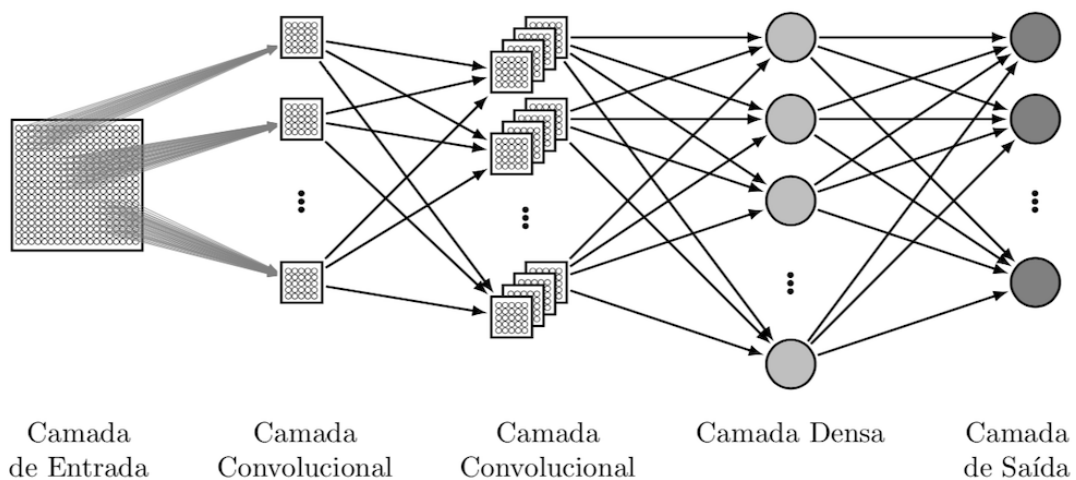 Camada
de Entrada
Camada
Convolucional
Camada
Convolucional
Camada Densa
Camada
de Saída